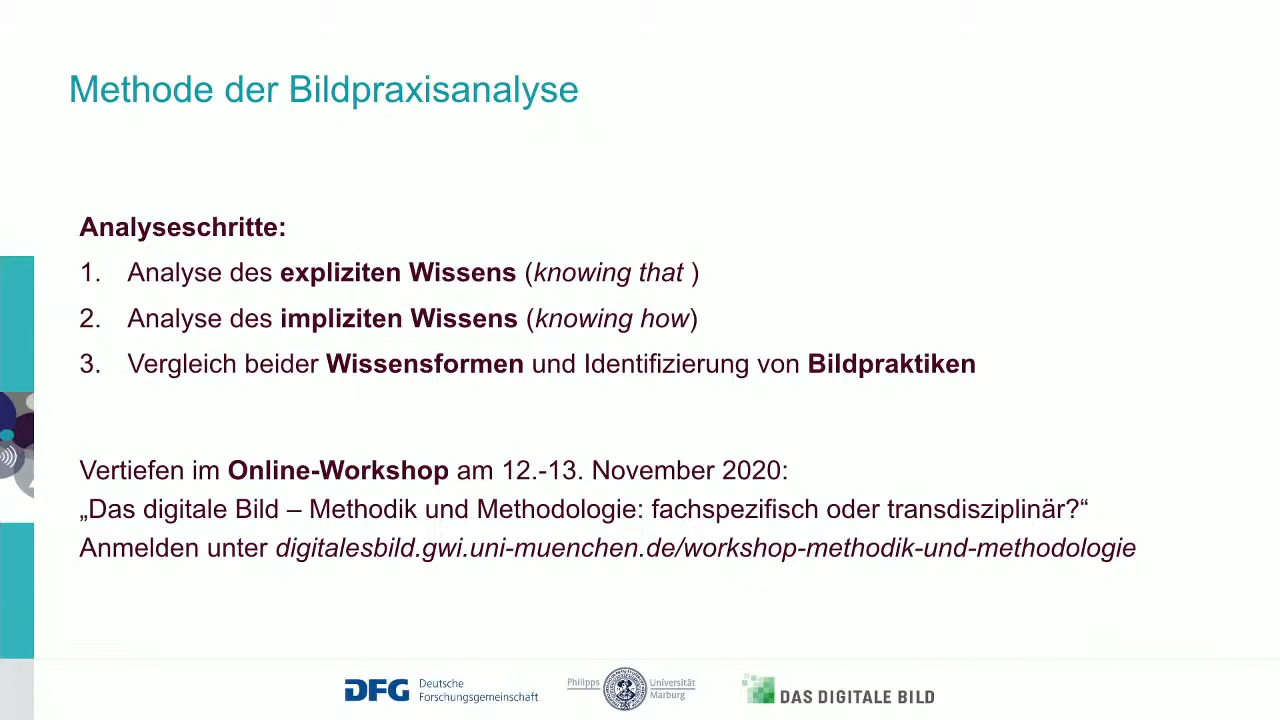 Methode der Bildpraxisanalyse
Analyseschritte:
1. Analyse des expliziten Wissens (knowing that )
2. Analyse des impliziten Wissens (knowing how)
3. Vergleich beider Wissensformen und Identifizierung von Bildpraktiken
Vertiefen im Online-Workshop am 12.-13. November 2020:
„Das digitale Bild – Methodik und Methodologie: fachspezifisch oder transdisziplinär?“
Anmelden unter digitalesbild.gwi.uni-muenchen.de/workshop-methodik-und-methodologie
DFG Deutsche
Forschungsgemeinschaft
Philipps Universität
Marburg
DAS DIGITALE BILD